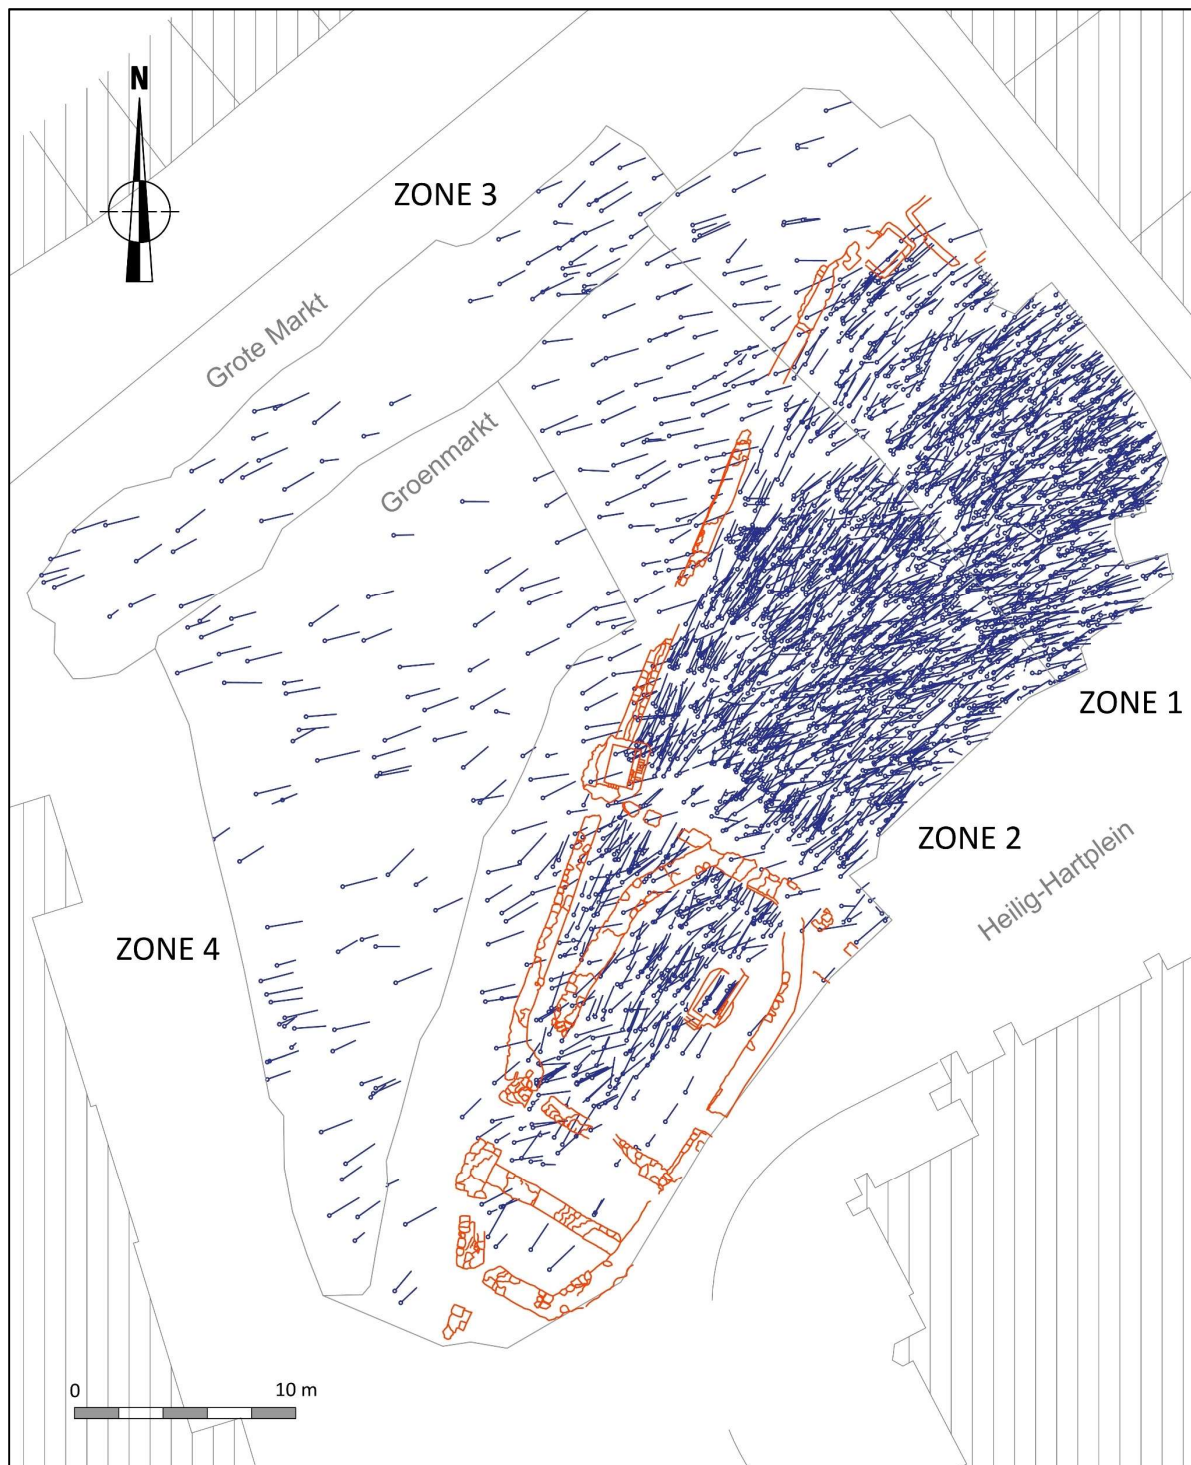 N
ZONE 3
Grote Markt
Groenmarkt
ZONE 1
ZONE 2
Heilig-Hartplein
ZONE 4
0 10 m